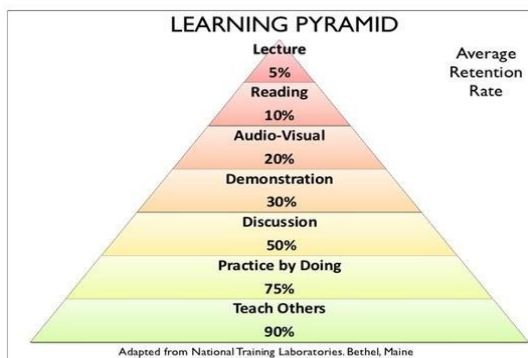 LEARNING PYRAMID
Lecture
5%
Average
Retention
Rate
Reading
10%
Audio-Visual
20%
Demonstration
30%
Discussion
50%
Practice by Doing
75%
Teach Others
90%
Adapted from National Training Laboratories. Bethel, Maine